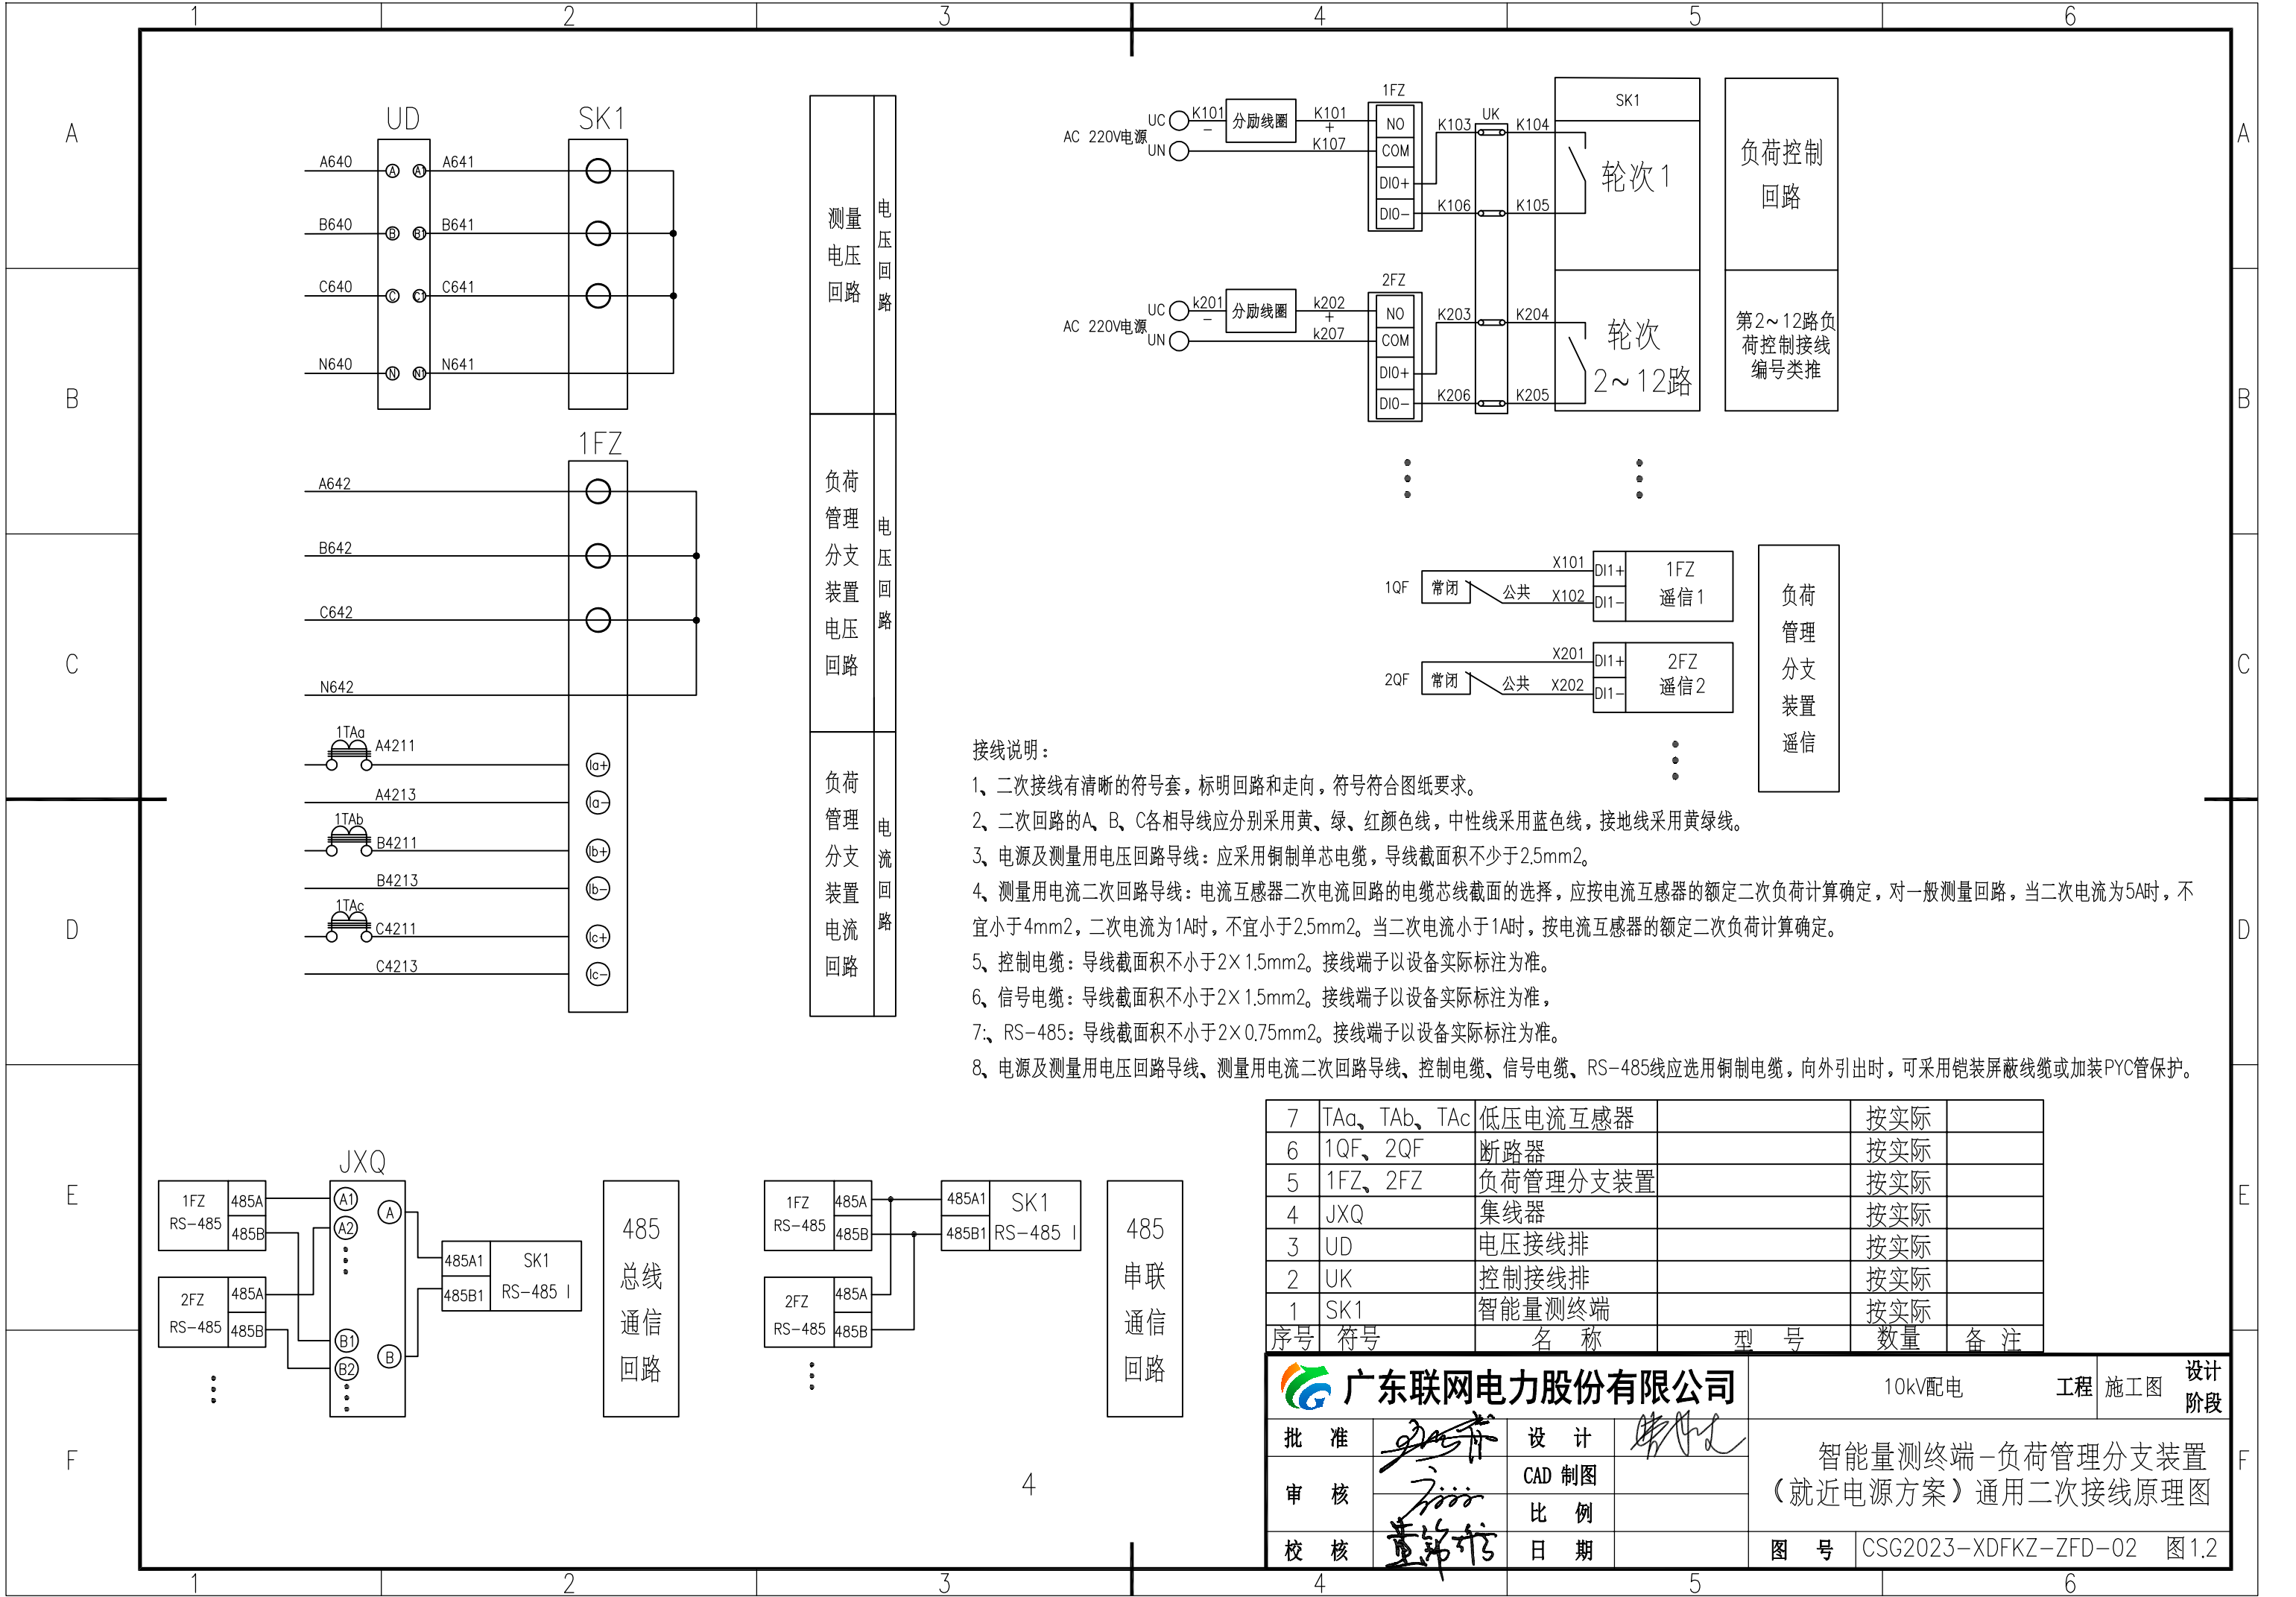 1 2 3 4 5 6
A
B
C
D
E
F
UD SK1
A640 A A1 A641
B640 B B1 B641
C640 C C1 C641
N640 N N1 N641
1FZ
A642
B642
C642
N642
1TAa
A4211 Ia+
A4213 Ia-
1TAb
B4211 Ib+
B4213 Ib-
1TAc
C4211 Ic+
C4213 Ic-
测量
电压
回路
电压回路
负荷
管理
分支
装置
电压
回路
电压回路
负荷
管理
分支
装置
电流
回路
电流回路
1FZ
AC 220V电源
UC K101 - 分励线圈 K101 + NO
UN K107 COM
DI0+ K103 UK K104
DI0- K106 K105
SK1
轮次1
负荷控制
回路
2FZ
AC 220V电源
UC k201 - 分励线圈 k202 + NO
UN k207 COM
DI0+ K203 K204
DI0- K206 K205
轮次
2~12路
第2~12路负
荷控制接线
编号类推
1QF 常闭 公共 X101 DI1+ 1FZ
X102 DI1- 遥信1
2QF 常闭 公共 X201 DI1+ 2FZ
X202 DI1- 遥信2
负荷
管理
分支
装置
遥信
接线说明：
1、二次接线有清晰的符号套，标明回路和走向，符号符合图纸要求。
2、二次回路的A、B、C各相导线应分别采用黄、绿、红颜色线，中性线采用蓝色线，接地线采用黄绿线。
3、电源及测量用电压回路导线：应采用铜制单芯电缆，导线截面积不少于2.5mm2。
4、测量用电流二次回路导线：电流互感器二次电流回路的电缆芯线截面的选择，应按电流互感器的额定二次负荷计算确定，对一般测量回路，当二次电流为5A时，不
宜小于4mm2，二次电流为1A时，不宜小于2.5mm2。当二次电流小于1A时，按电流互感器的额定二次负荷计算确定。
5、控制电缆：导线截面积不小于2×1.5mm2。接线端子以设备实际标注为准。
6、信号电缆：导线截面积不小于2×1.5mm2。接线端子以设备实际标注为准，
7:、RS-485：导线截面积不小于2×0.75mm2。接线端子以设备实际标注为准。
8、电源及测量用电压回路导线、测量用电流二次回路导线、控制电缆、信号电缆、RS-485线应选用铜制电缆，向外引出时，可采用铠装屏蔽线缆或加装PYC管保护。
JXQ
1FZ
RS-485
485A
485B
2FZ
RS-485
485A
485B
A1
A2
B1
B2
A
B
485A1
485B1
SK1
RS-485 I
485
总线
通信
回路
1FZ
RS-485
485A
485B
2FZ
RS-485
485A
485B
485A1
485B1
SK1
RS-485 I
485
串联
通信
回路
4
7 TAa、TAb、TAc 低压电流互感器 按实际
6 1QF、2QF 断路器 按实际
5 1FZ、2FZ 负荷管理分支装置 按实际
4 JXQ 集线器 按实际
3 UD 电压接线排 按实际
2 UK 控制接线排 按实际
1 SK1 智能量测终端 按实际
序号 符号 名 称 型 号 数量 备 注
广东联网电力股份有限公司
10kV配电 工程 施工图 设计
阶段
批 准 设 计
审 核 CAD 制图
比 例
校 核 日 期
智能量测终端-负荷管理分支装置
（就近电源方案）通用二次接线原理图
图 号 CSG2023-XDFKZ-ZFD-02 图1.2
A
B
C
D
E
F
1 2 3 4 5 6